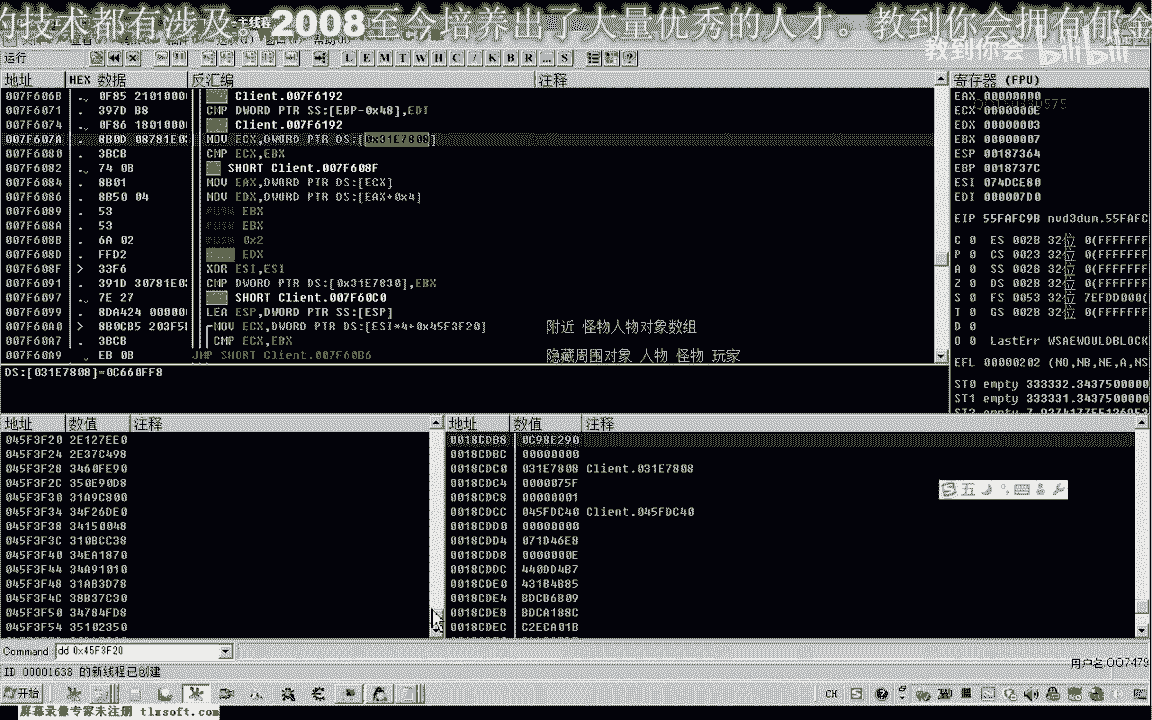 的技术都有涉及。2008至今培养出了大量优秀的人才。教到你会拥有郁金
教到你会 bilibili
运行
L E M T W H C / K B R ... S
地址 HEX 数据 反汇编 注释 寄存器 (FPU)
007F606B . 0F85 2101000 Client.007F6192
007F6071 . 397D B8 CMP DWORD PTR SS:[EBP-0x48],EDI
007F6074 . 0F86 1801000 Client.007F6192
007F607A . 8B0D 08781E0 MOV ECX,DWORD PTR DS:[0x31E7808]
007F6080 . 3BCB CMP ECX,EBX
007F6082 . 74 0B SHORT Client.007F608F
007F6084 . 8B01 MOV EAX,DWORD PTR DS:[ECX]
007F6086 . 8B50 04 MOV EDX,DWORD PTR DS:[EAX+0x4]
007F6089 . 53 EBX
007F608A . 53 EBX
007F608B . 6A 02 0x2
007F608D . FFD2 EDX
007F608F > 33F6 XOR ESI,ESI
007F6091 . 391D 30781E0 CMP DWORD PTR DS:[0x31E7830],EBX
007F6097 . 7E 27 SHORT Client.007F60C0
007F6099 . 8DA424 00000 LEA ESP,DWORD PTR SS:[ESP]
007F60A0 > 8B0CB5 203F5 MOV ECX,DWORD PTR DS:[ESI*4+0x45F3F20] 附近 怪物人物对象数组
007F60A7 . 3BCB CMP ECX,EBX
007F60A9 EB 0B JMP SHORT Client.007F60B6 隐藏周围对象 人物 怪物 玩家
EAX 00000000
ECX 0000000E
EDX 00000003
EBX 00000007
ESP 00187364
EBP 0018737C
ESI 074DCE80
EDI 000007D0
EIP 55FAFC9B nvd3dun.55FAFC
C 0 ES 002B 32位 0(FFFFFFF
P 0 CS 0023 32位 0(FFFFFFF
A 0 SS 002B 32位 0(FFFFFFF
Z 0 DS 002B 32位 0(FFFFFFF
S 0 FS 0053 32位 7EFDD000(
T 0 GS 002B 32位 0(FFFFFFF
D 0
O 0 LastErr WSAEWOULDBLOCK
EFL 00000202 (NO,NB,NE,A,NS
ST0 empty 333332.3437500000
ST1 empty 333331.3437500000
DS:[031E7808]=0C660FF8
地址 数值 注释
045F3F20 2E127EE0
045F3F24 2E37C498
045F3F28 3460FE90
045F3F2C 350E90D8
045F3F30 31A9C800
045F3F34 34F26DE0
045F3F38 34150048
045F3F3C 310BCC38
045F3F40 34EA1870
045F3F44 34A91010
045F3F48 31AB3D78
045F3F4C 38B37C30
045F3F50 34784FD8
045F3F54 35102350
地址 数值 注释
0018CDB8 0C98E290
0018CDBC 00000000
0018CDC0 031E7808 Client.031E7808
0018CDC4 0000075F
0018CDC8 00000001
0018CDCC 045FDC40 Client.045FDC40
0018CDD0 00000000
0018CDD4 071D46E8
0018CDD8 0000000E
0018CDDC 440DD4B7
0018CDE0 431B4B85
0018CDE4 BDCB6B09
0018CDE8 BDCA188C
0018CDEC C2ECA01B
Command dd 0x45F3F20
ID 00001638 的新线程已创建
用户名:QQ7479
开始
CH
屏幕录像专家未注册 tlxsoft.com